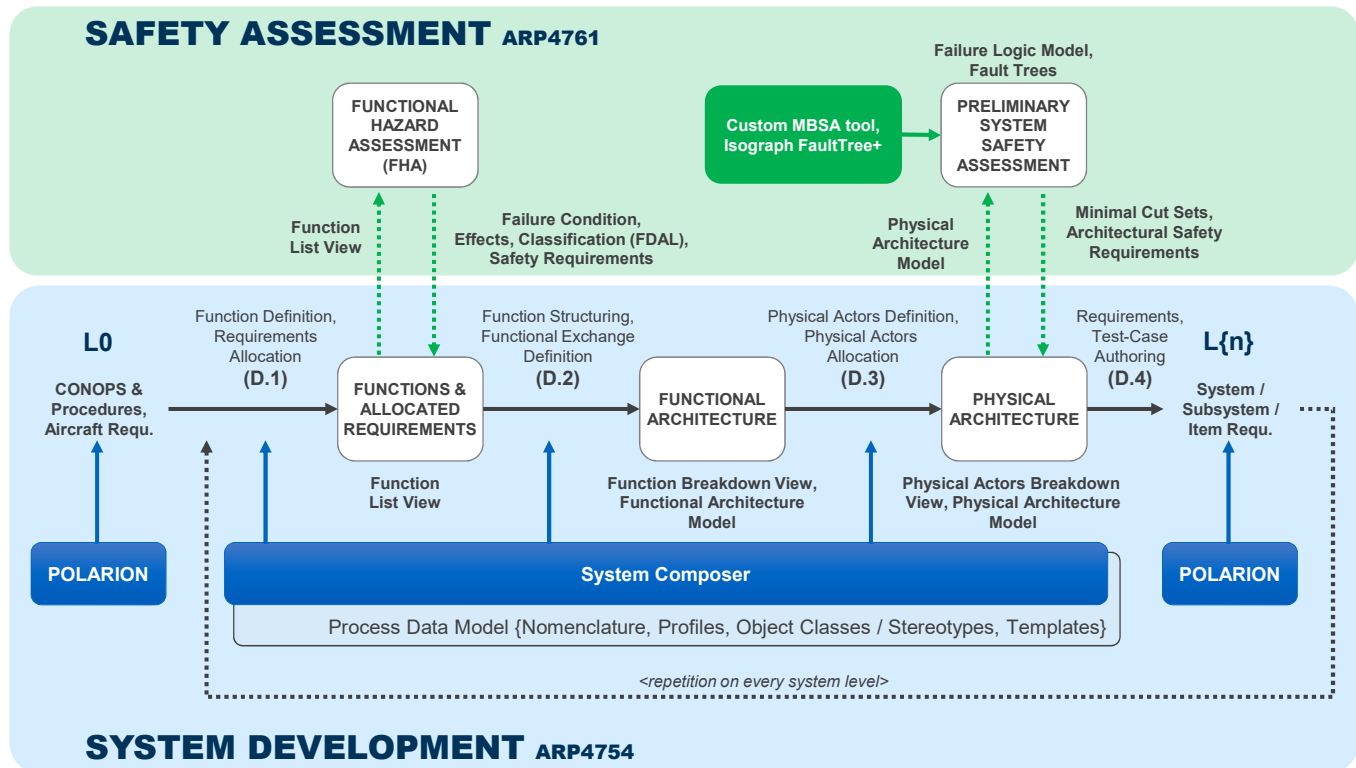 SAFETY ASSESSMENT ARP4761
Failure Logic Model,
Fault Trees
FUNCTIONAL
HAZARD
ASSESSMENT
(FHA)
Custom MBSA tool,
Isograph FaultTree+
PRELIMINARY
SYSTEM
SAFETY
ASSESSMENT
Function
List View
Failure Condition,
Effects, Classification (FDAL),
Safety Requirements
Physical
Architecture
Model
Minimal Cut Sets,
Architectural Safety
Requirements
L0
CONOPS &
Procedures,
Aircraft Requ.
Function Definition,
Requirements
Allocation
(D.1)
FUNCTIONS &
ALLOCATED
REQUIREMENTS
Function Structuring,
Functional Exchange
Definition
(D.2)
FUNCTIONAL
ARCHITECTURE
Physical Actors Definition,
Physical Actors
Allocation
(D.3)
PHYSICAL
ARCHITECTURE
Requirements,
Test-Case
Authoring
(D.4)
L{n}
System /
Subsystem /
Item Requ.
Function
List View
Function Breakdown View,
Functional Architecture
Model
Physical Actors Breakdown
View, Physical Architecture
Model
POLARION
System Composer
POLARION
Process Data Model {Nomenclature, Profiles, Object Classes / Stereotypes, Templates}
<repetition on every system level>
SYSTEM DEVELOPMENT ARP4754